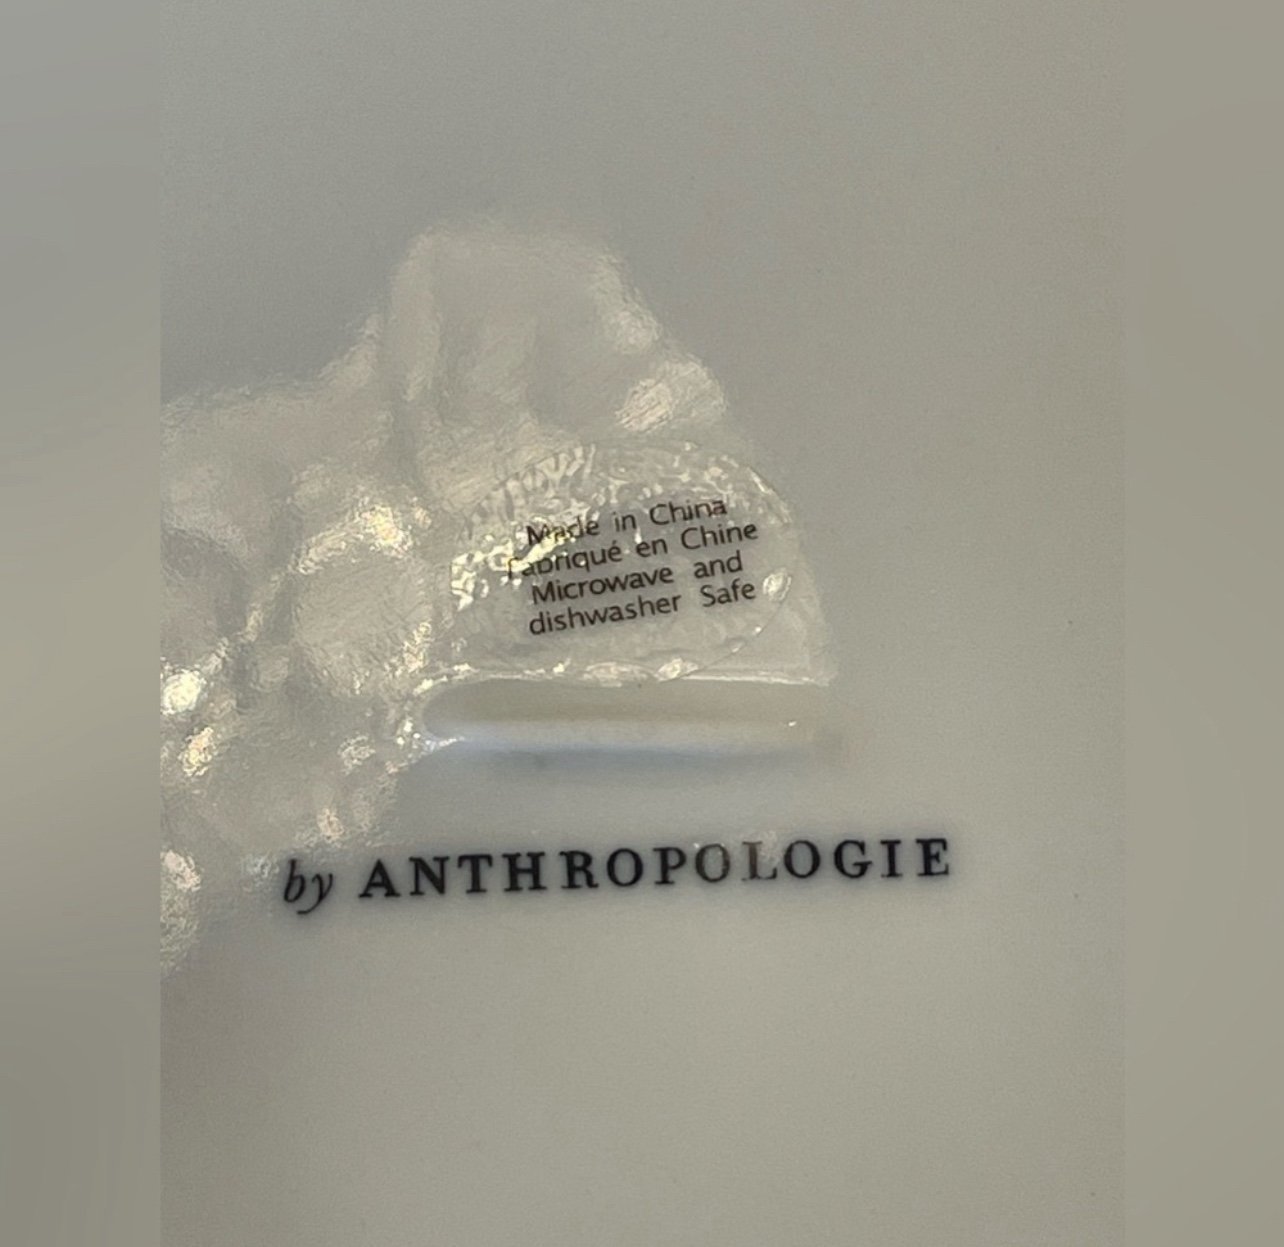 Made in China
Fabriqué en Chine
Microwave and
dishwasher Safe
by ANTHROPOLOGIE